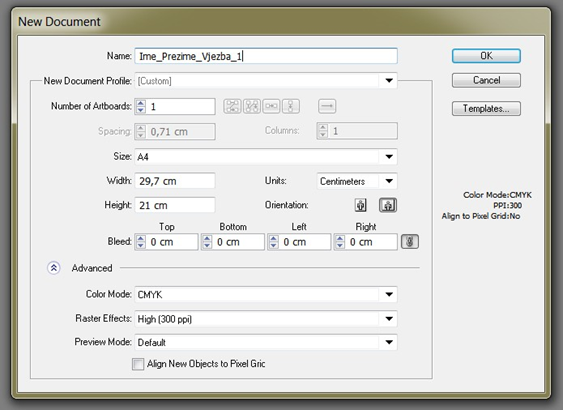 New Document
Name: Ime_Prezime_Vjezba_1
OK
New Document Profile: [Custom]
Cancel
Number of Artboards: 1
Templates...
Spacing: 0,71 cm Columns: 1
Size: A4
Width: 29,7 cm Units: Centimeters
Color Mode:CMYK
PPI:300
Align to Pixel Grid:No
Height: 21 cm Orientation:
Top Bottom Left Right
Bleed: 0 cm 0 cm 0 cm 0 cm
Advanced
Color Mode: CMYK
Raster Effects: High (300 ppi)
Preview Mode: Default
Align New Objects to Pixel Gric